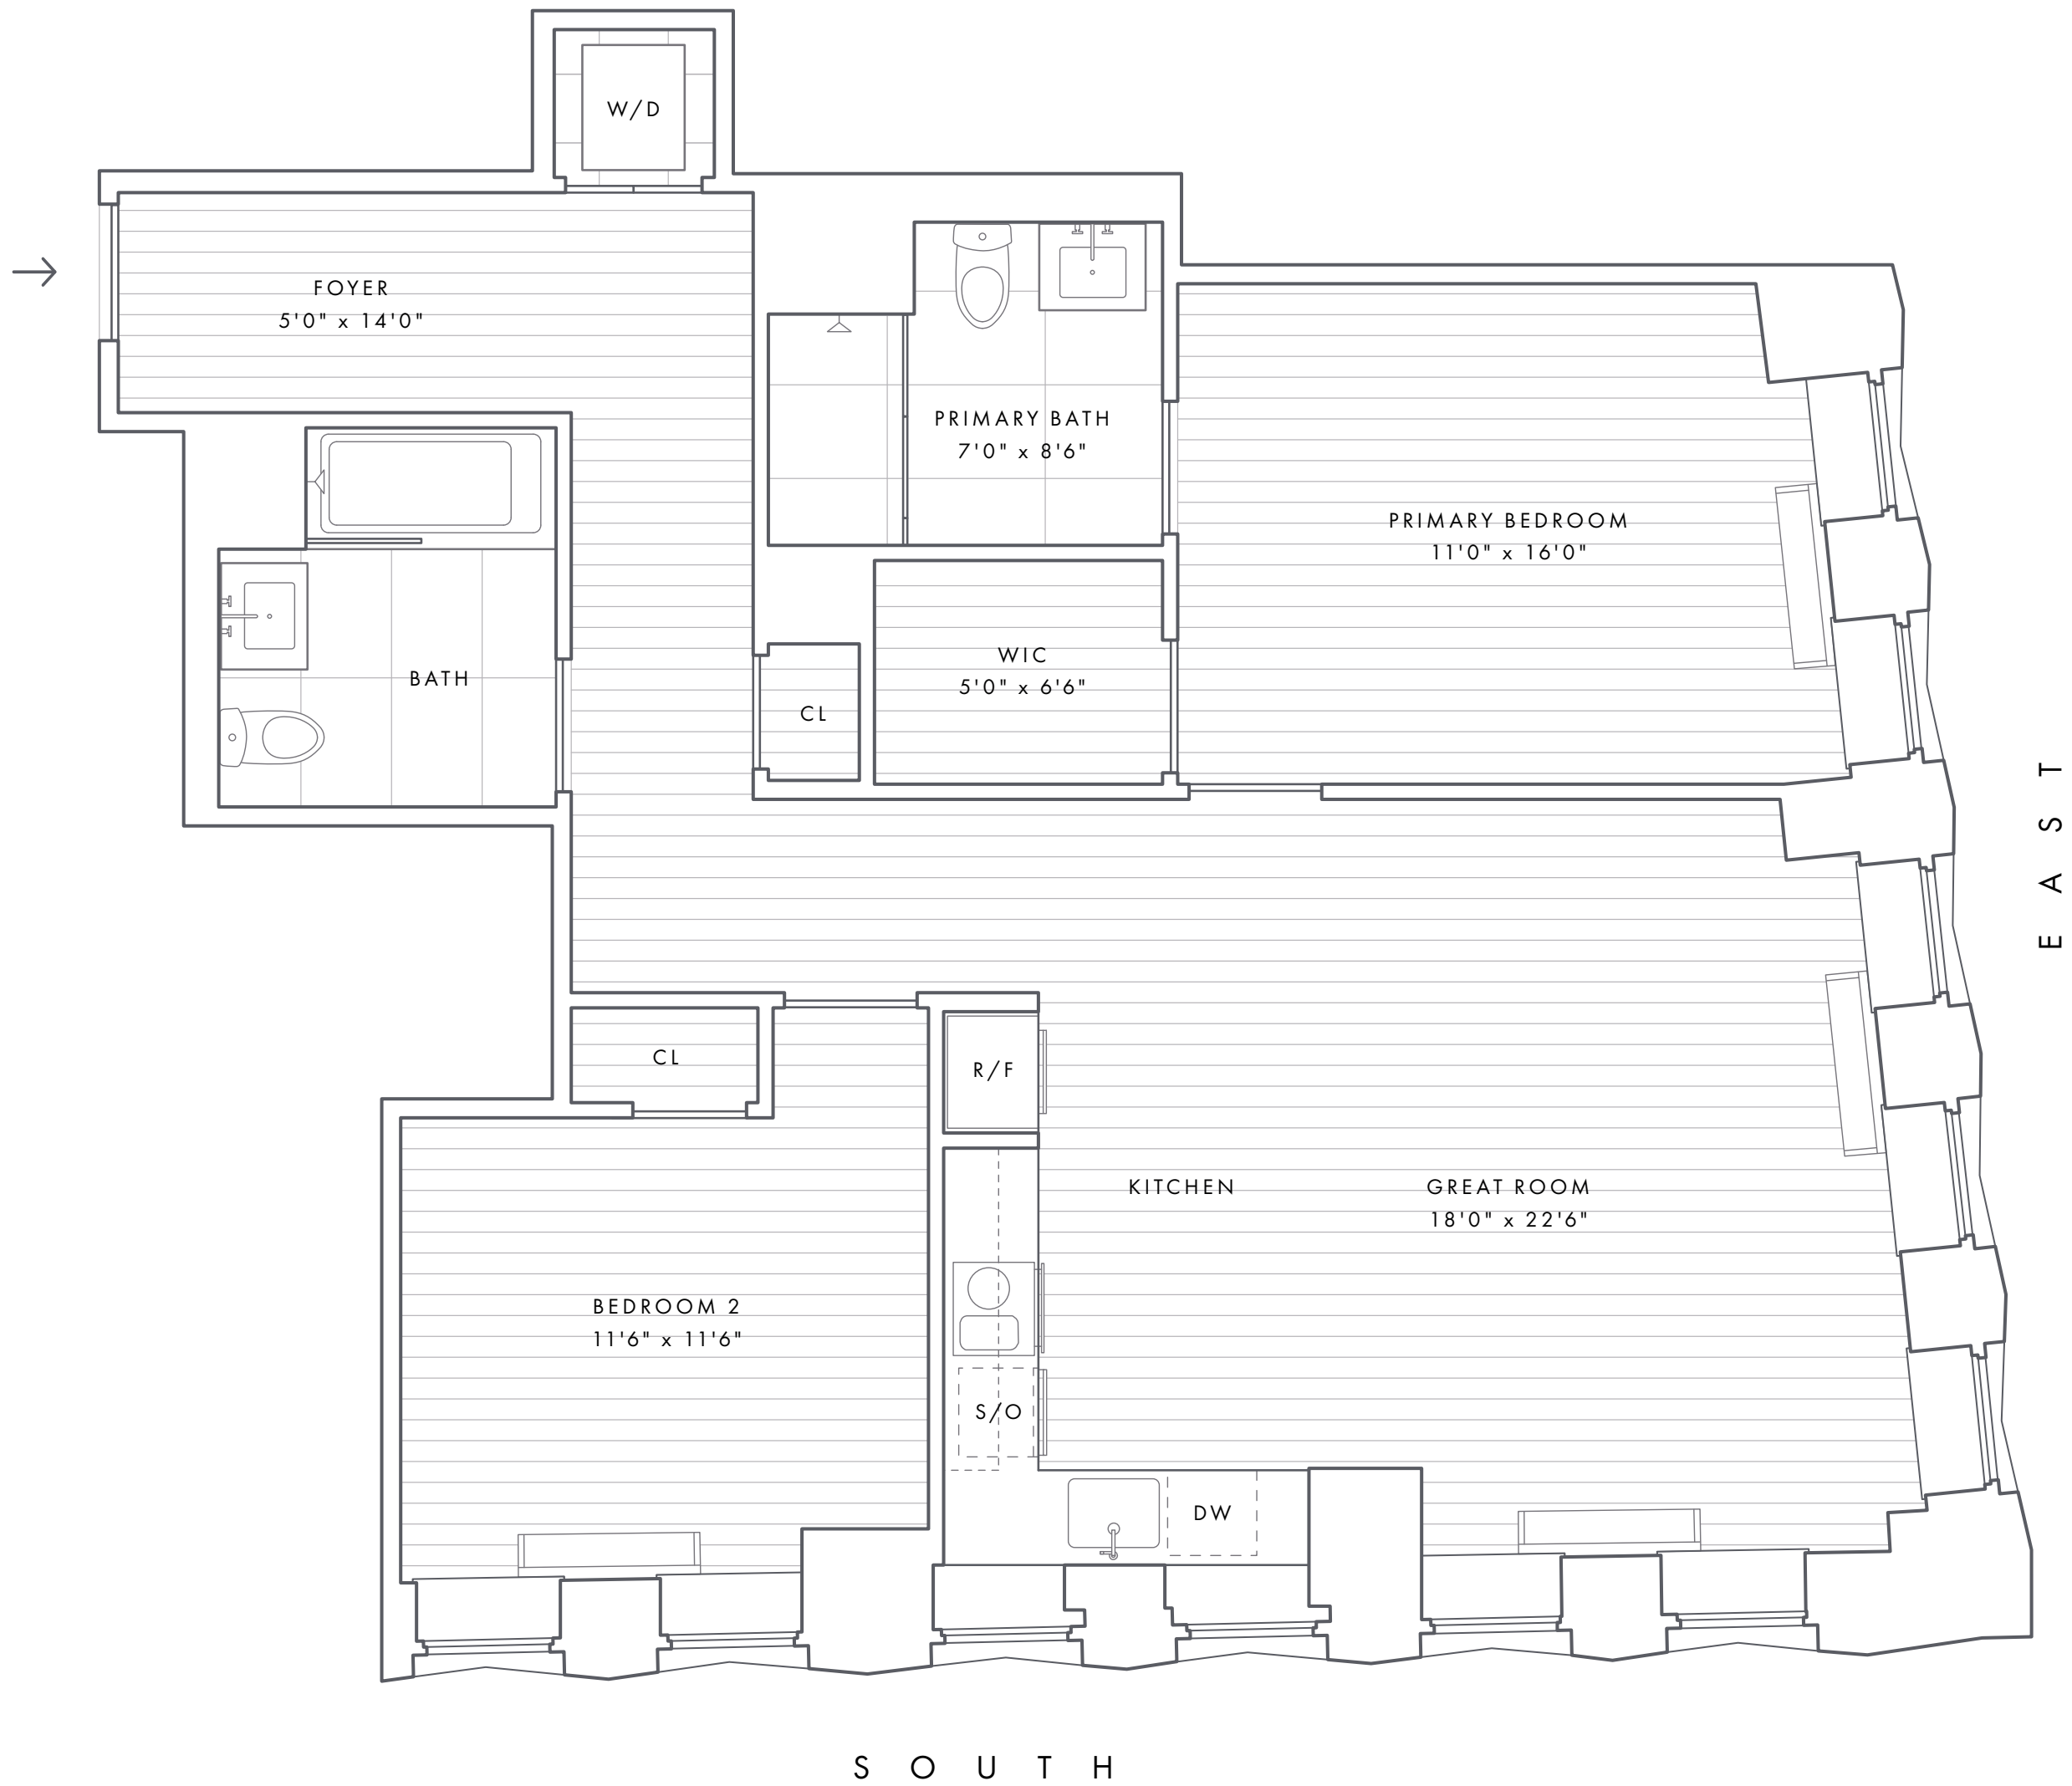 W/D
FOYER
5'0" x 14'0"
PRIMARY BATH
7'0" x 8'6"
PRIMARY BEDROOM
11'0" x 16'0"
WIC
5'0" x 6'6"
BATH
CL
EAST
CL
R/F
KITCHEN
GREAT ROOM
18'0" x 22'6"
BEDROOM 2
11'6" x 11'6"
S/O
DW
SOUTH